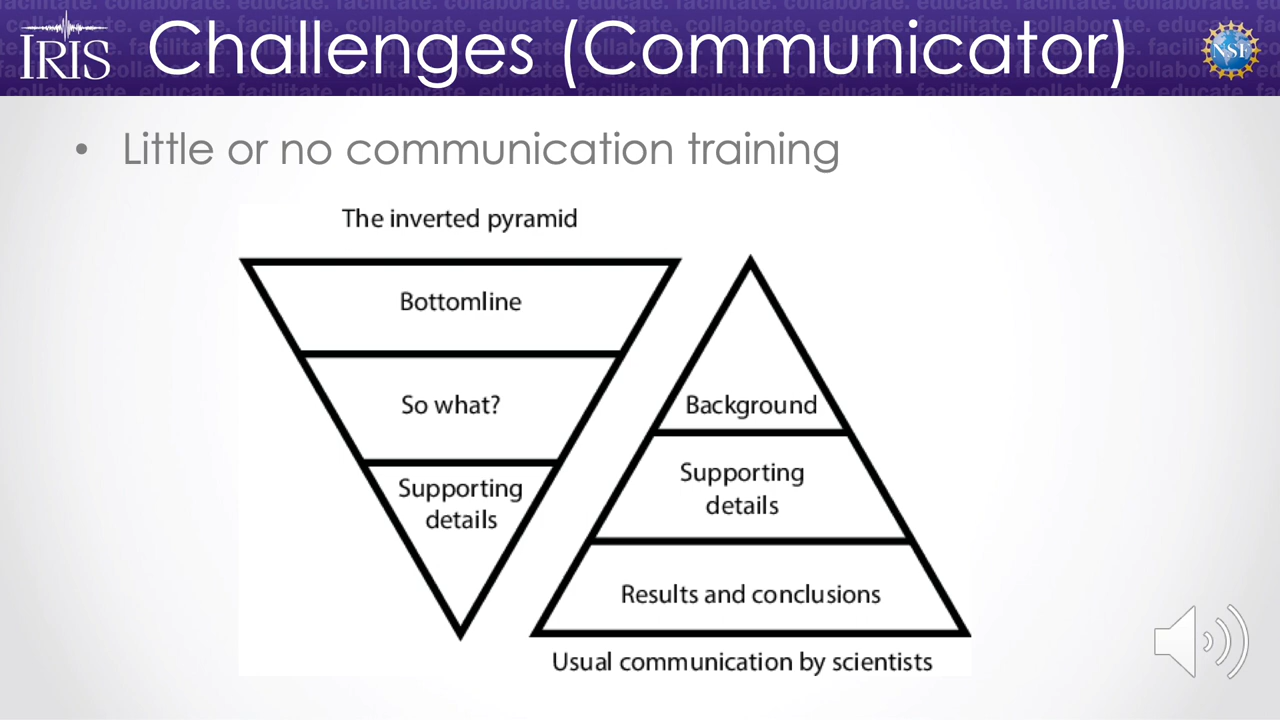 IRIS
Challenges (Communicator)
NSF
• Little or no communication training
The inverted pyramid
Bottomline
So what?
Supporting
details
Background
Supporting
details
Results and conclusions
Usual communication by scientists